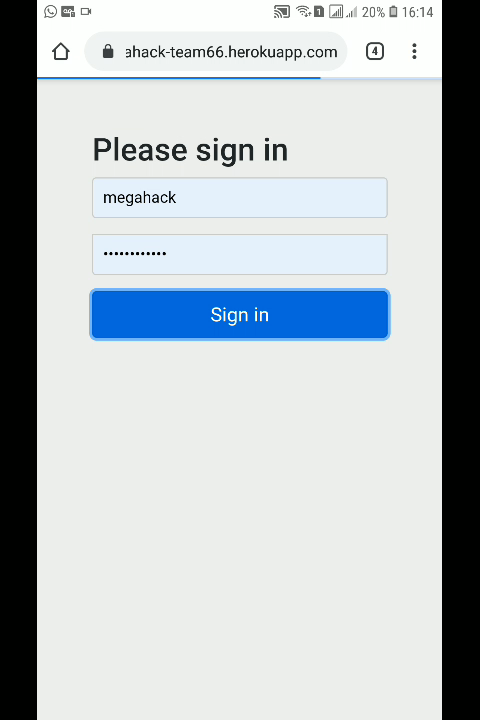 20% 16:14
ahack-team66.herokuapp.com 4
Please sign in
megahack
••••••••••••
Sign in